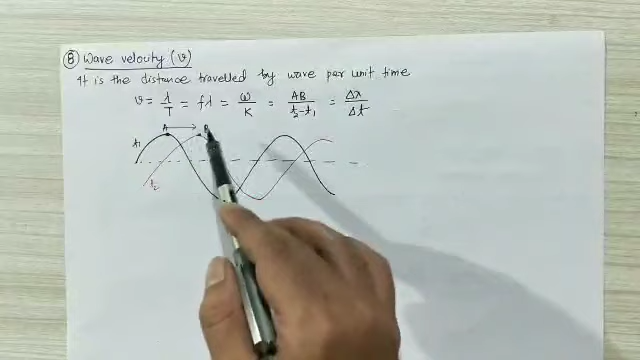 ⑧ Wave velocity (v)
It is the distance travelled by wave per unit time
v = λ/T = fλ = ω/K = AB/(t₂-t₁) = Δx/Δt
A B
t₁
t₂